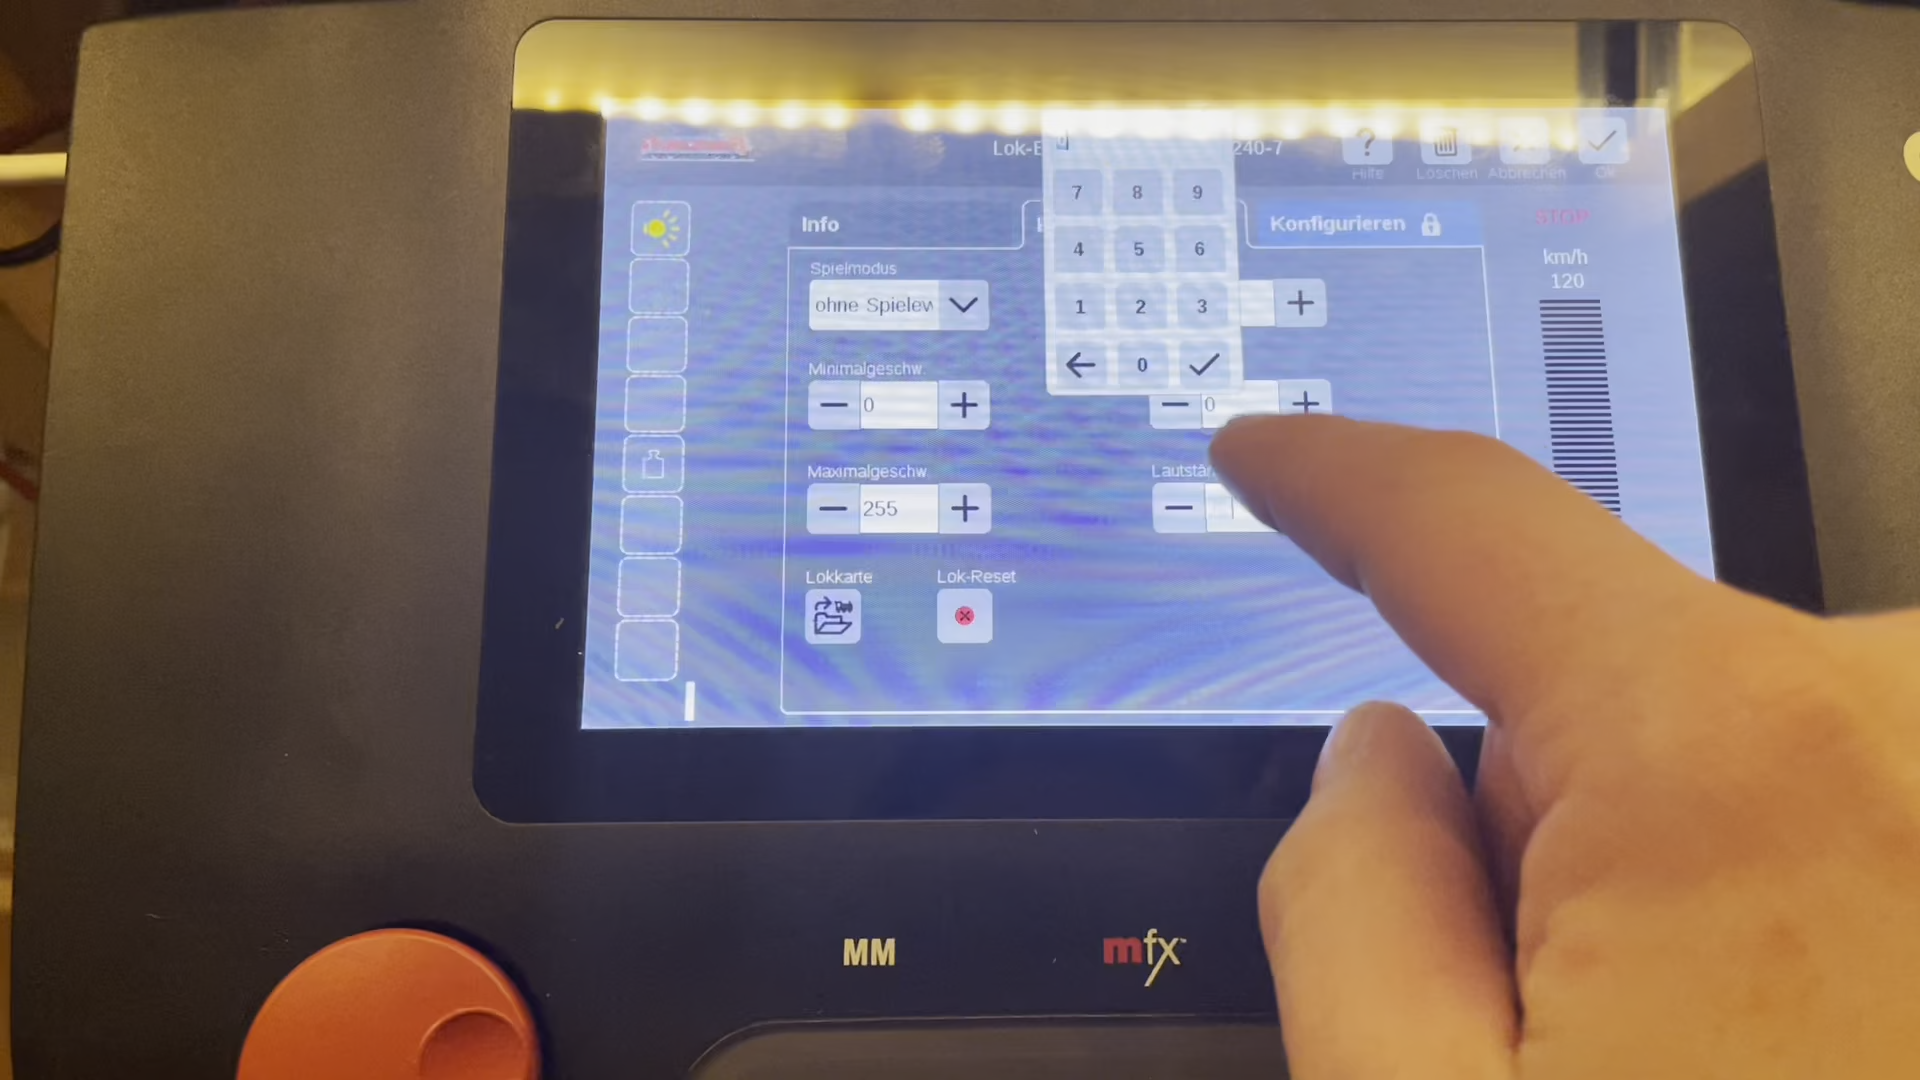 Lok-E 240-7
Hilfe Löschen Abbrechen Ok
Info Konfigurieren
STOP
km/h
120
7 8 9
4 5 6
1 2 3
0
Spielmodus
ohne Spielew
Minimalgeschw.
0
0
Maximalgeschw.
255
Lautstär
Lokkarte Lok-Reset
MM mfx